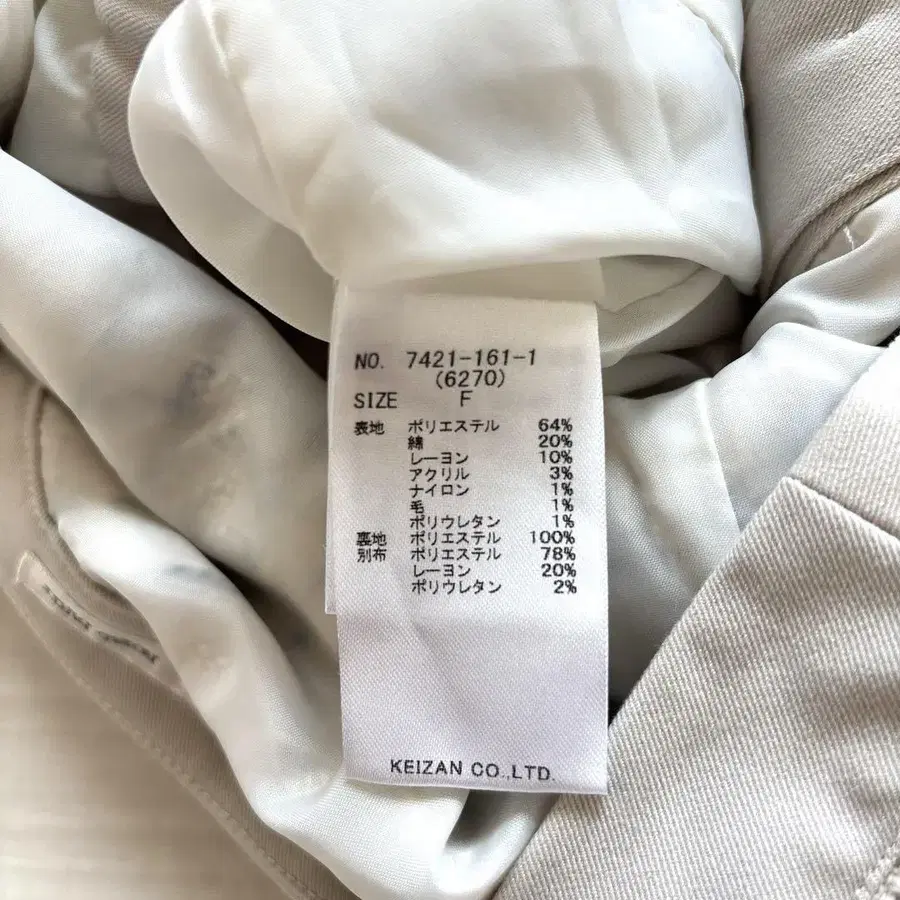 NO. 7421-161-1
(6270)
SIZE F
表地 ポリエステル 64%
綿 20%
レーヨン 10%
アクリル 3%
ナイロン 1%
毛 1%
ポリウレタン 1%
裏地 ポリエステル 100%
別布 ポリエステル 78%
レーヨン 20%
ポリウレタン 2%
KEIZAN CO.,LTD.